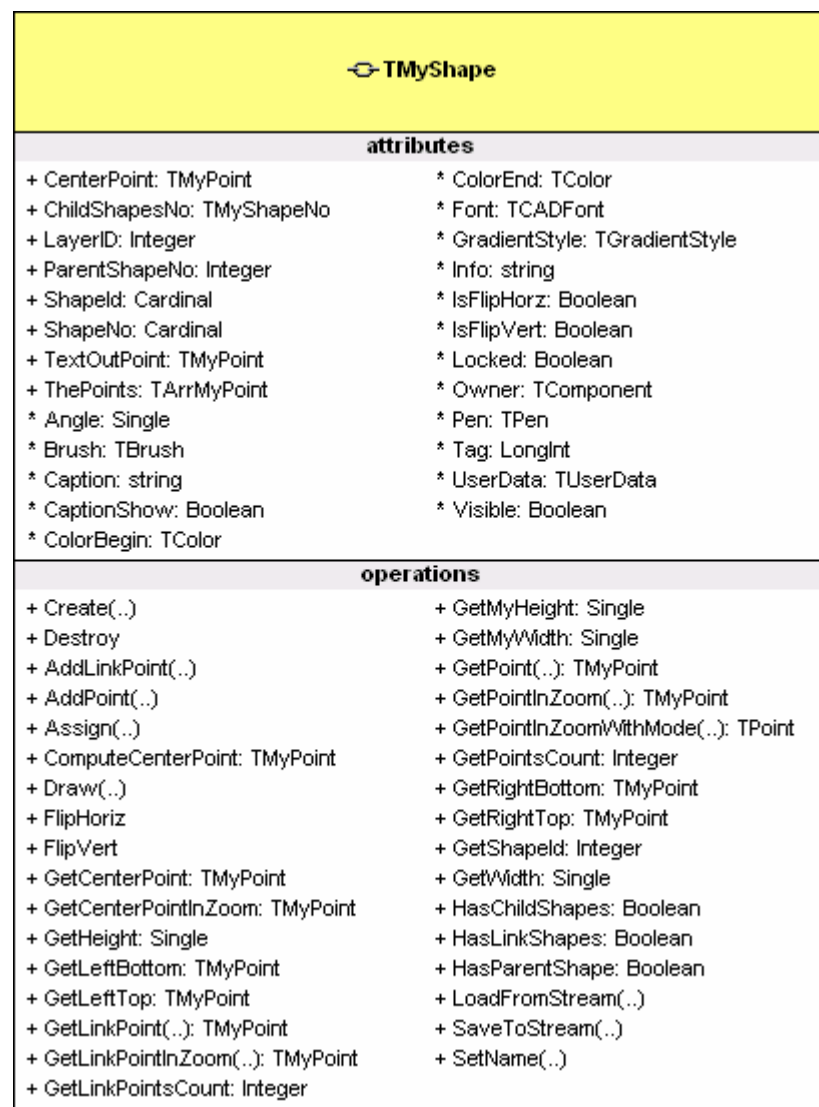 TMyShape
attributes
+ CenterPoint: TMyPoint
+ ChildShapesNo: TMyShapeNo
+ LayerID: Integer
+ ParentShapeNo: Integer
+ ShapeId: Cardinal
+ ShapeNo: Cardinal
+ TextOutPoint: TMyPoint
+ ThePoints: TArrMyPoint
* Angle: Single
* Brush: TBrush
* Caption: string
* CaptionShow: Boolean
* ColorBegin: TColor
* ColorEnd: TColor
* Font: TCADFont
* GradientStyle: TGradientStyle
* Info: string
* IsFlipHorz: Boolean
* IsFlipVert: Boolean
* Locked: Boolean
* Owner: TComponent
* Pen: TPen
* Tag: LongInt
* UserData: TUserData
* Visible: Boolean
operations
+ Create(..)
+ Destroy
+ AddLinkPoint(..)
+ AddPoint(..)
+ Assign(..)
+ ComputeCenterPoint: TMyPoint
+ Draw(..)
+ FlipHoriz
+ FlipVert
+ GetCenterPoint: TMyPoint
+ GetCenterPointInZoom: TMyPoint
+ GetHeight: Single
+ GetLeftBottom: TMyPoint
+ GetLeftTop: TMyPoint
+ GetLinkPoint(..): TMyPoint
+ GetLinkPointInZoom(..): TMyPoint
+ GetLinkPointsCount: Integer
+ GetMyHeight: Single
+ GetMyWidth: Single
+ GetPoint(..): TMyPoint
+ GetPointInZoom(..): TMyPoint
+ GetPointInZoomWithMode(..): TPoint
+ GetPointsCount: Integer
+ GetRightBottom: TMyPoint
+ GetRightTop: TMyPoint
+ GetShapeId: Integer
+ GetWidth: Single
+ HasChildShapes: Boolean
+ HasLinkShapes: Boolean
+ HasParentShape: Boolean
+ LoadFromStream(..)
+ SaveToStream(..)
+ SetName(..)